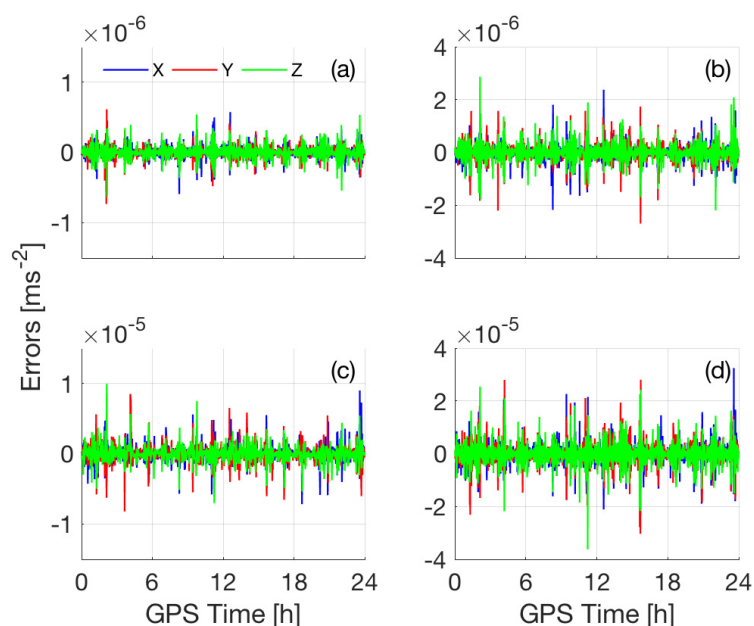 ×10⁻⁶
1
0
-1
X Y Z
(a)
×10⁻⁶
4
2
0
-2
-4
(b)
Errors [ms⁻²]
×10⁻⁵
1
0
-1
(c)
0 6 12 18 24
GPS Time [h]
×10⁻⁵
4
2
0
-2
-4
(d)
0 6 12 18 24
GPS Time [h]